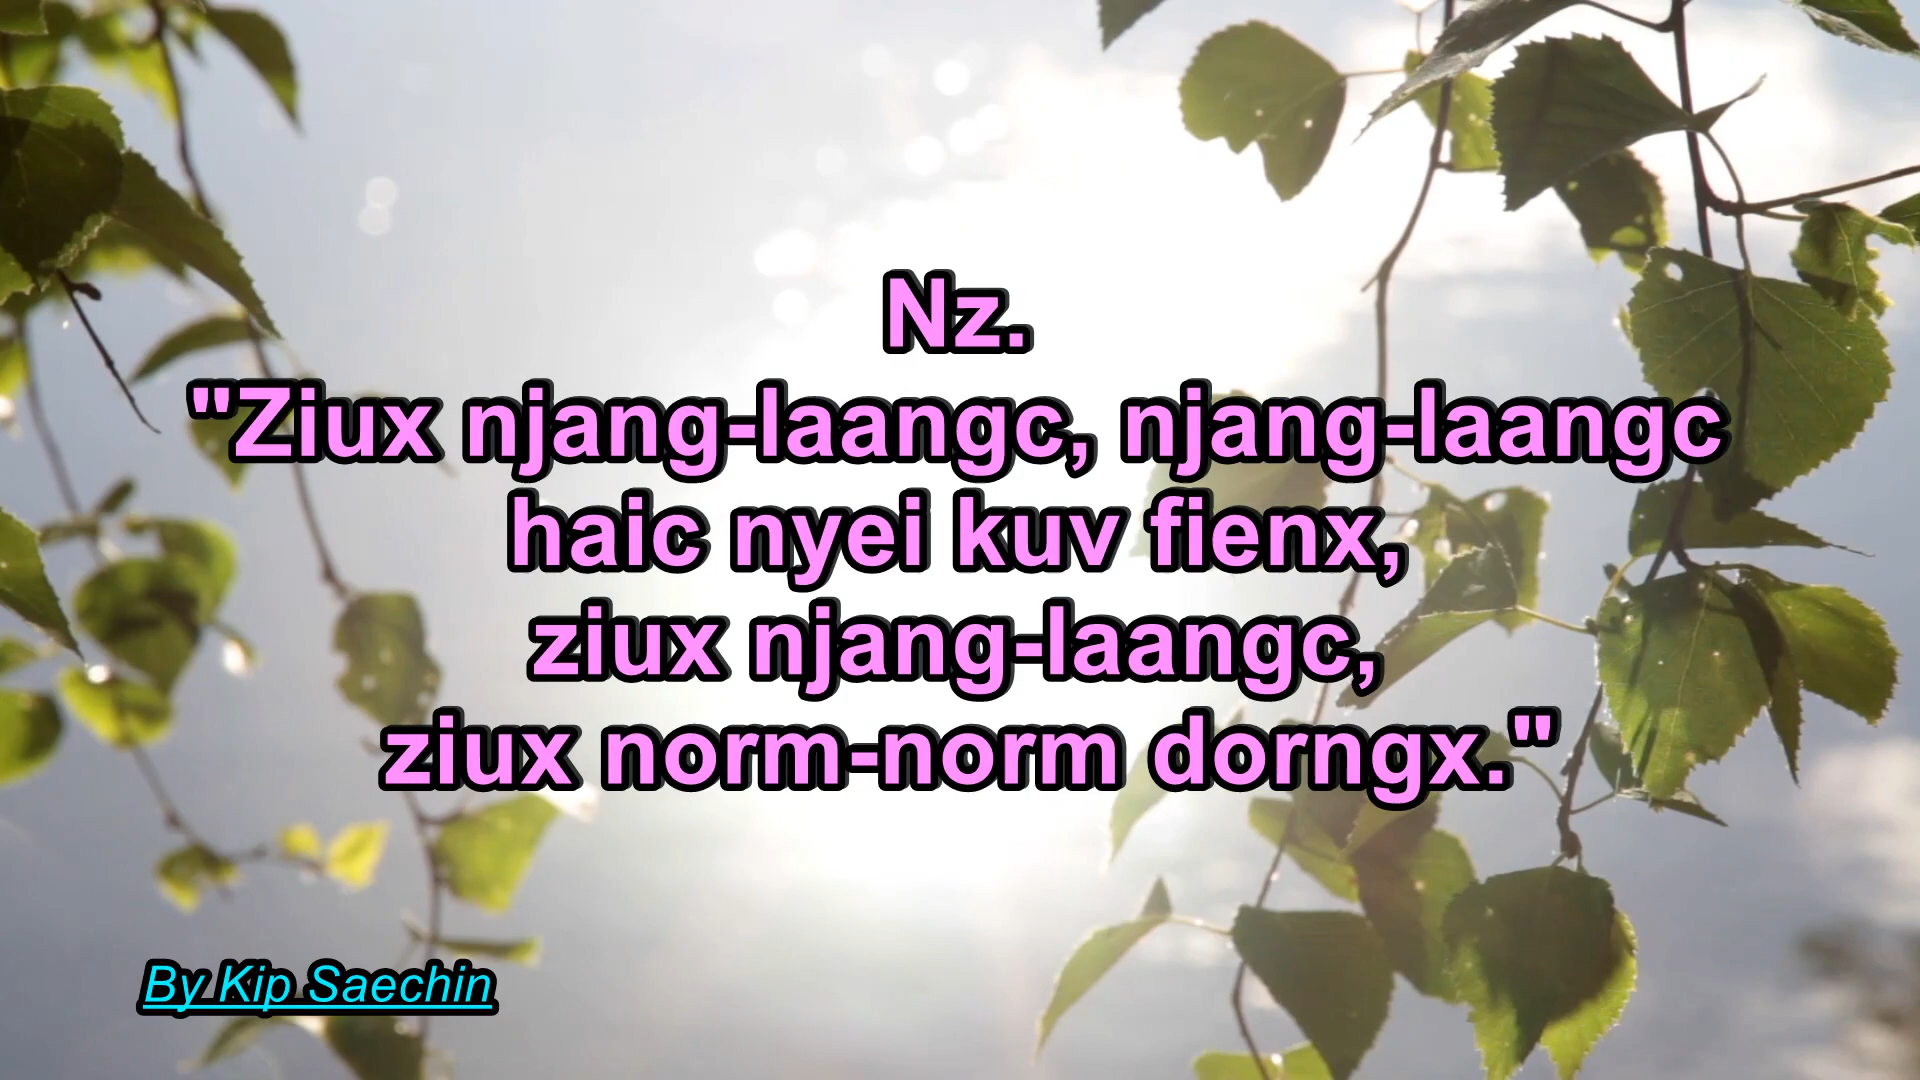 Nz.
"Ziux njang-laangc, njang-laangc
haic nyei kuv fienx,
ziux njang-laangc,
ziux norm-norm dorngx."
By Kip Saechin